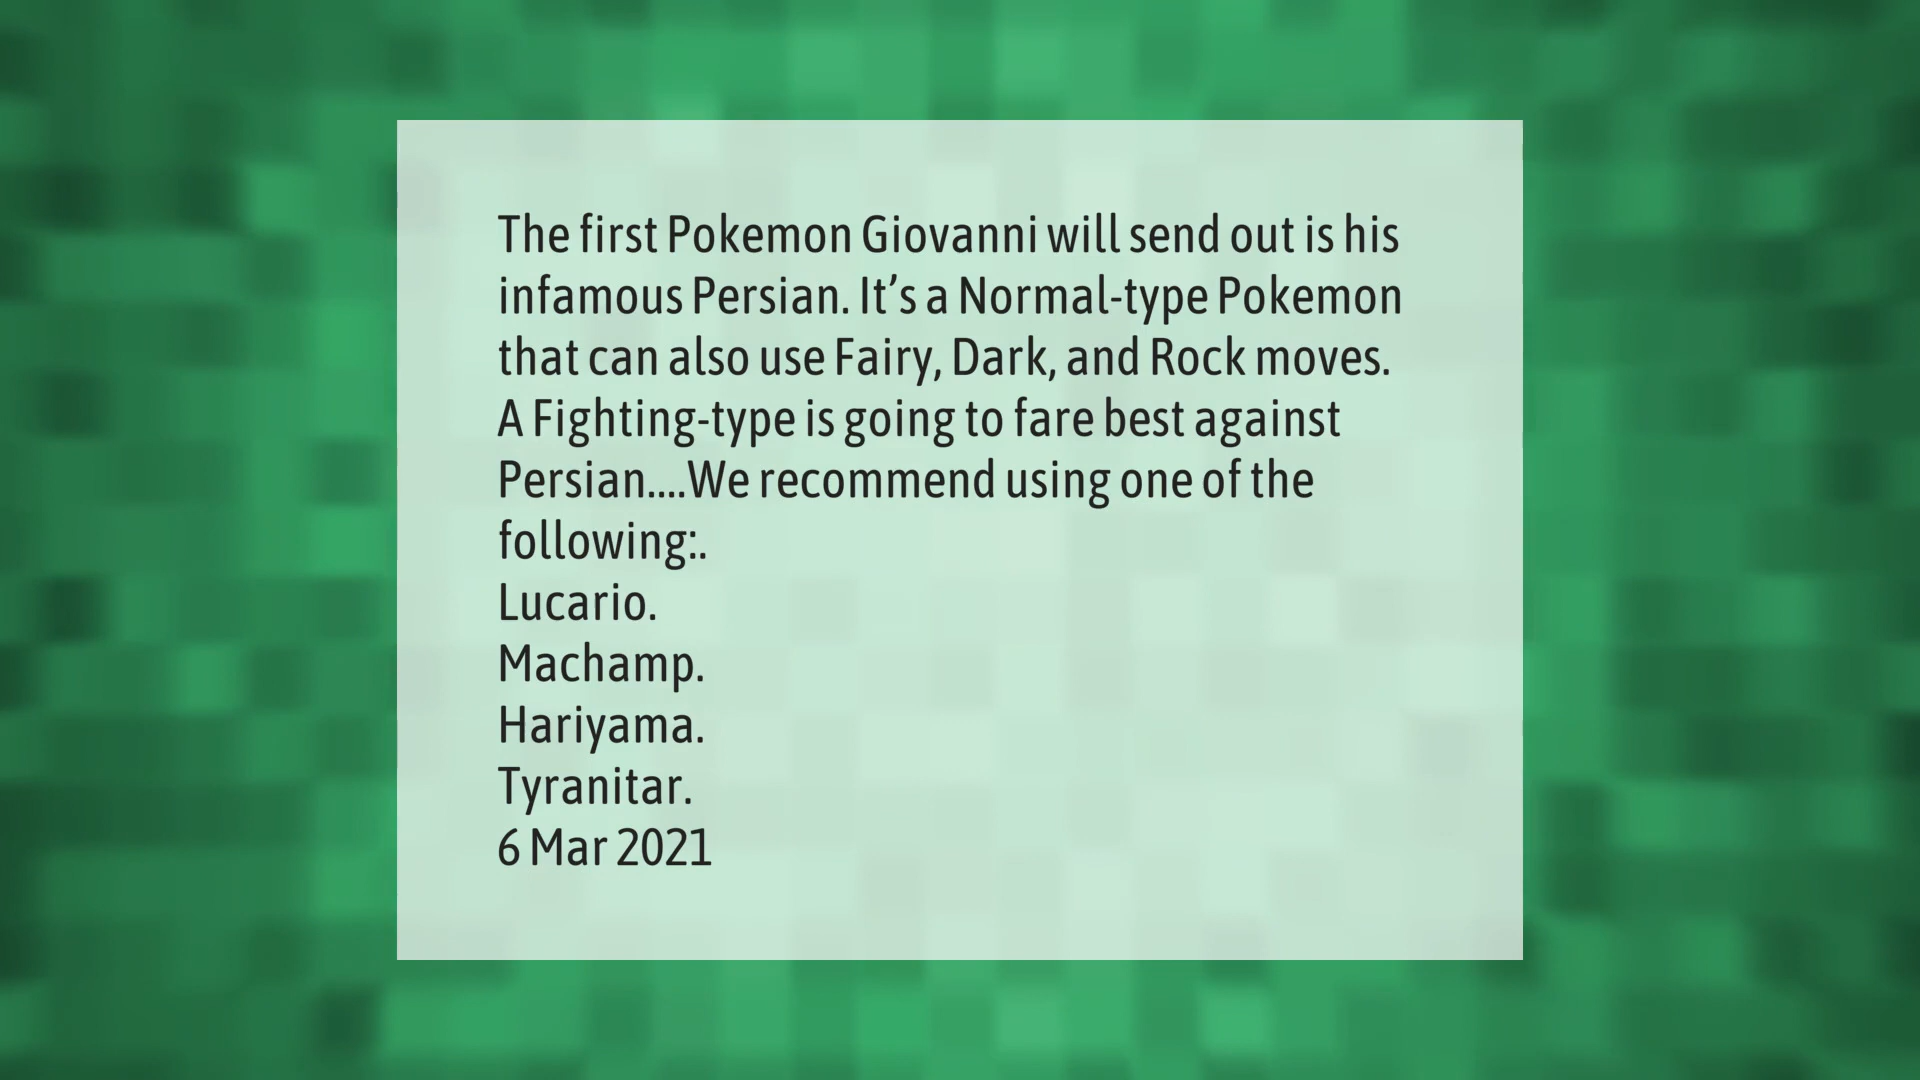 The first Pokemon Giovanni will send out is his
infamous Persian. It’s a Normal-type Pokemon
that can also use Fairy, Dark, and Rock moves.
A Fighting-type is going to fare best against
Persian....We recommend using one of the
following:.
Lucario.
Machamp.
Hariyama.
Tyranitar.
6 Mar 2021